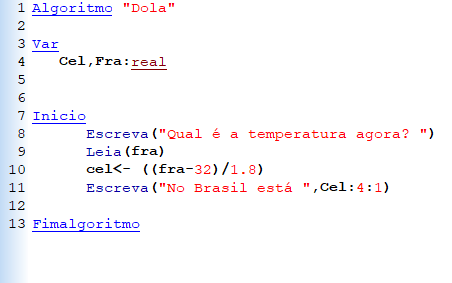 1 Algoritmo "Dola"
2
3 Var
4 Cel,Fra:real
5
6
7 Inicio
8 Escreva("Qual é a temperatura agora? ")
9 Leia(fra)
10 cel<- ((fra-32)/1.8)
11 Escreva("No Brasil está ",Cel:4:1)
12
13 Fimalgoritmo